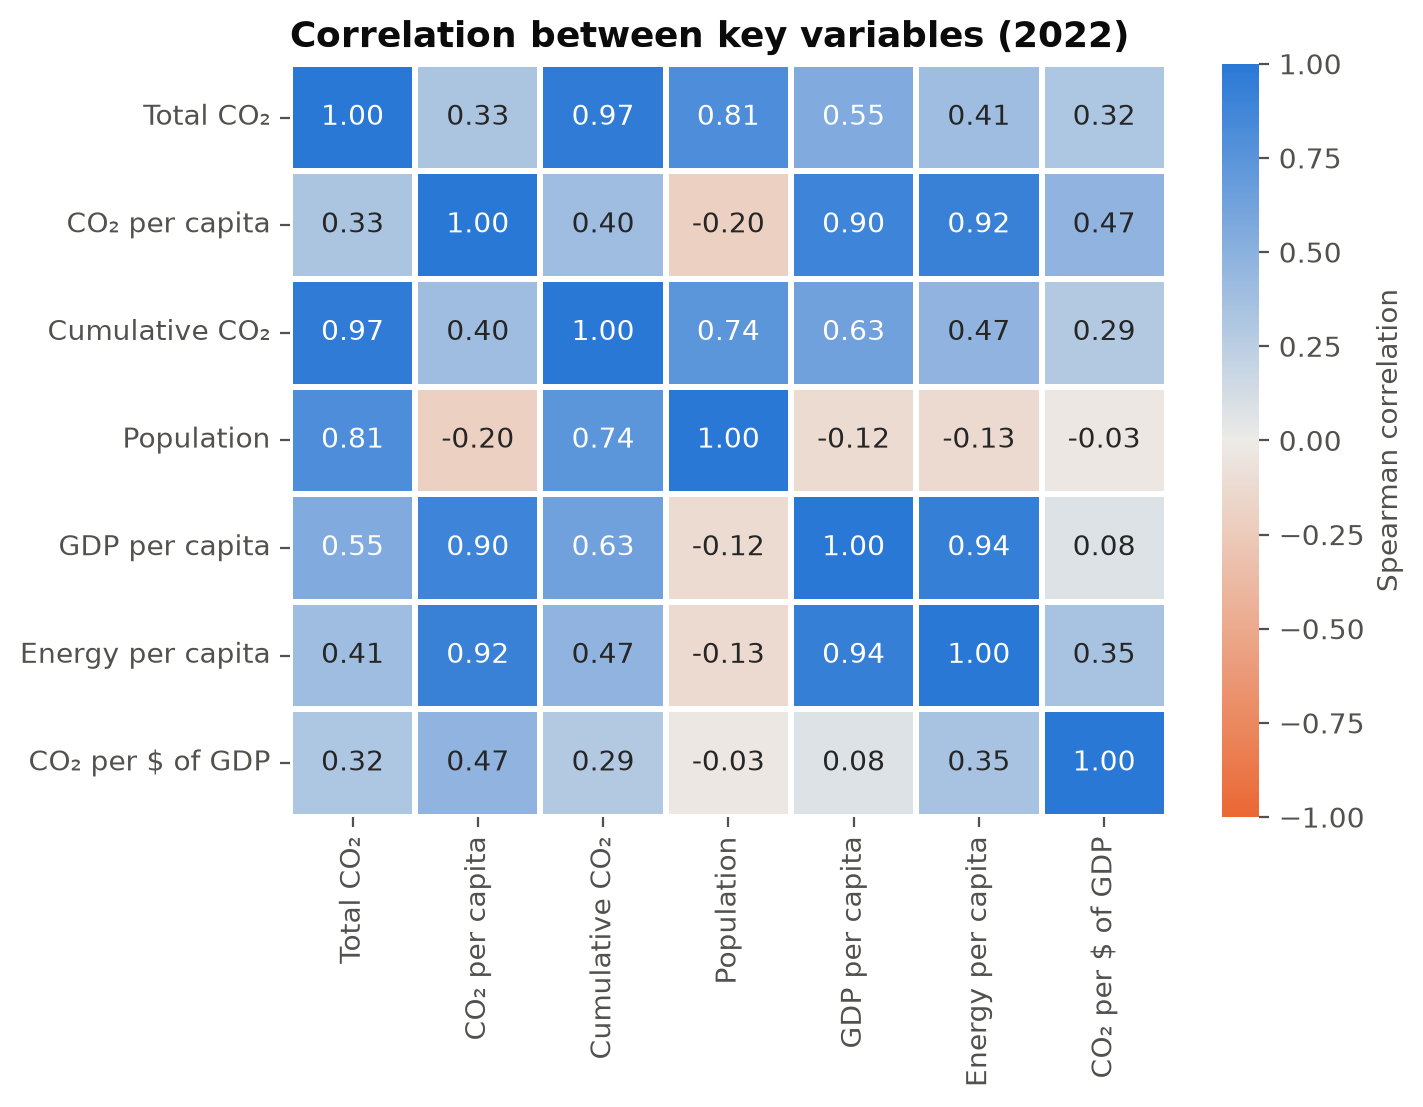 Correlation between key variables (2022)
Total CO₂ 1.00 0.33 0.97 0.81 0.55 0.41 0.32
CO₂ per capita 0.33 1.00 0.40 -0.20 0.90 0.92 0.47
Cumulative CO₂ 0.97 0.40 1.00 0.74 0.63 0.47 0.29
Population 0.81 -0.20 0.74 1.00 -0.12 -0.13 -0.03
GDP per capita 0.55 0.90 0.63 -0.12 1.00 0.94 0.08
Energy per capita 0.41 0.92 0.47 -0.13 0.94 1.00 0.35
CO₂ per $ of GDP 0.32 0.47 0.29 -0.03 0.08 0.35 1.00
Total CO₂
CO₂ per capita
Cumulative CO₂
Population
GDP per capita
Energy per capita
CO₂ per $ of GDP
1.00
0.75
0.50
0.25
0.00
−0.25
−0.50
−0.75
−1.00
Spearman correlation